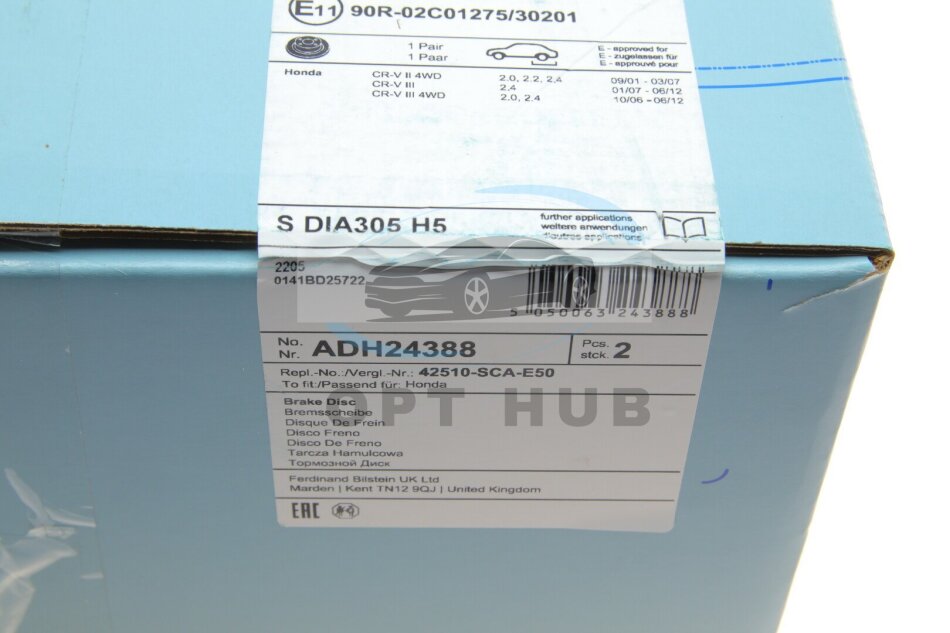 E11 90R-02C01275/30201
1 Pair
1 Paar
E - approved for
E - zugelassen für
E - approuvé pour
Honda
CR-V II 4WD 2.0, 2.2, 2.4 09/01 - 03/07
CR-V III 2.4 01/07 - 06/12
CR-V III 4WD 2.0, 2.4 10/06 - 06/12
S DIA305 H5
further applications
weitere anwendungen
d'autres applications
2205
0141BD25722
5 050063 243888
No.
Nr. ADH24388
Pcs.
stck. 2
Repl.-No.:/Vergl.-Nr.: 42510-SCA-E50
To fit:/Passend für: Honda
OPT HUB
Brake Disc
Bremsscheibe
Disque De Frein
Disco Freno
Disco De Freno
Tarcza Hamulcowa
Тормозной Диск
Ferdinand Bilstein UK Ltd
Marden | Kent TN12 9QJ | United Kingdom
EAC